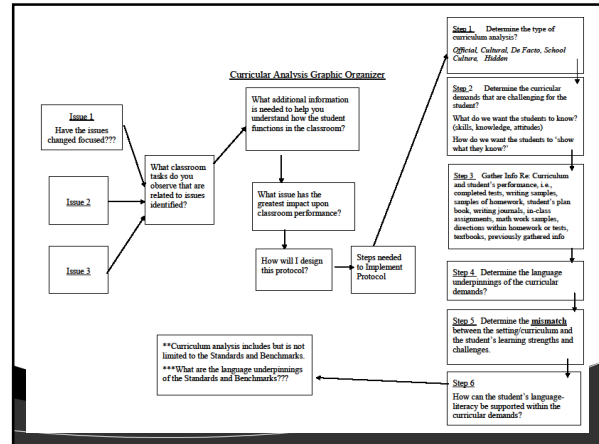 Curricular Analysis Graphic Organizer
Issue 1
Have the issues
changed focused???
Issue 2
Issue 3
What classroom
tasks do you
observe that are
related to issues
identified?
What additional information
is needed to help you
understand how the student
functions in the classroom?
What issue has the
greatest impact upon
classroom performance?
How will I design
this protocol?
Steps needed
to Implement
Protocol
Step 1 Determine the type of
curriculum analysis?
Official, Cultural, De Facto, School
Culture, Hidden
Step 2 Determine the curricular
demands that are challenging for the
student?
What do we want the students to know?
(skills, knowledge, attitudes)
How do we want the students to ‘show
what they know?’
Step 3 Gather Info Re: Curriculum
and student’s performance, i.e.,
completed tests, writing samples,
samples of homework, student’s plan
book, writing journals, in-class
assignments, math work samples,
directions within homework or tests,
textbooks, previously gathered info
Step 4 Determine the language
underpinnings of the curricular
demands?
Step 5 Determine the mismatch
between the setting/curriculum and
the student’s learning strengths and
challenges.
Step 6
How can the student’s language-
literacy be supported within the
curricular demands?
**Curriculum analysis includes but is not
limited to the Standards and Benchmarks.
***What are the language underpinnings
of the Standards and Benchmarks???